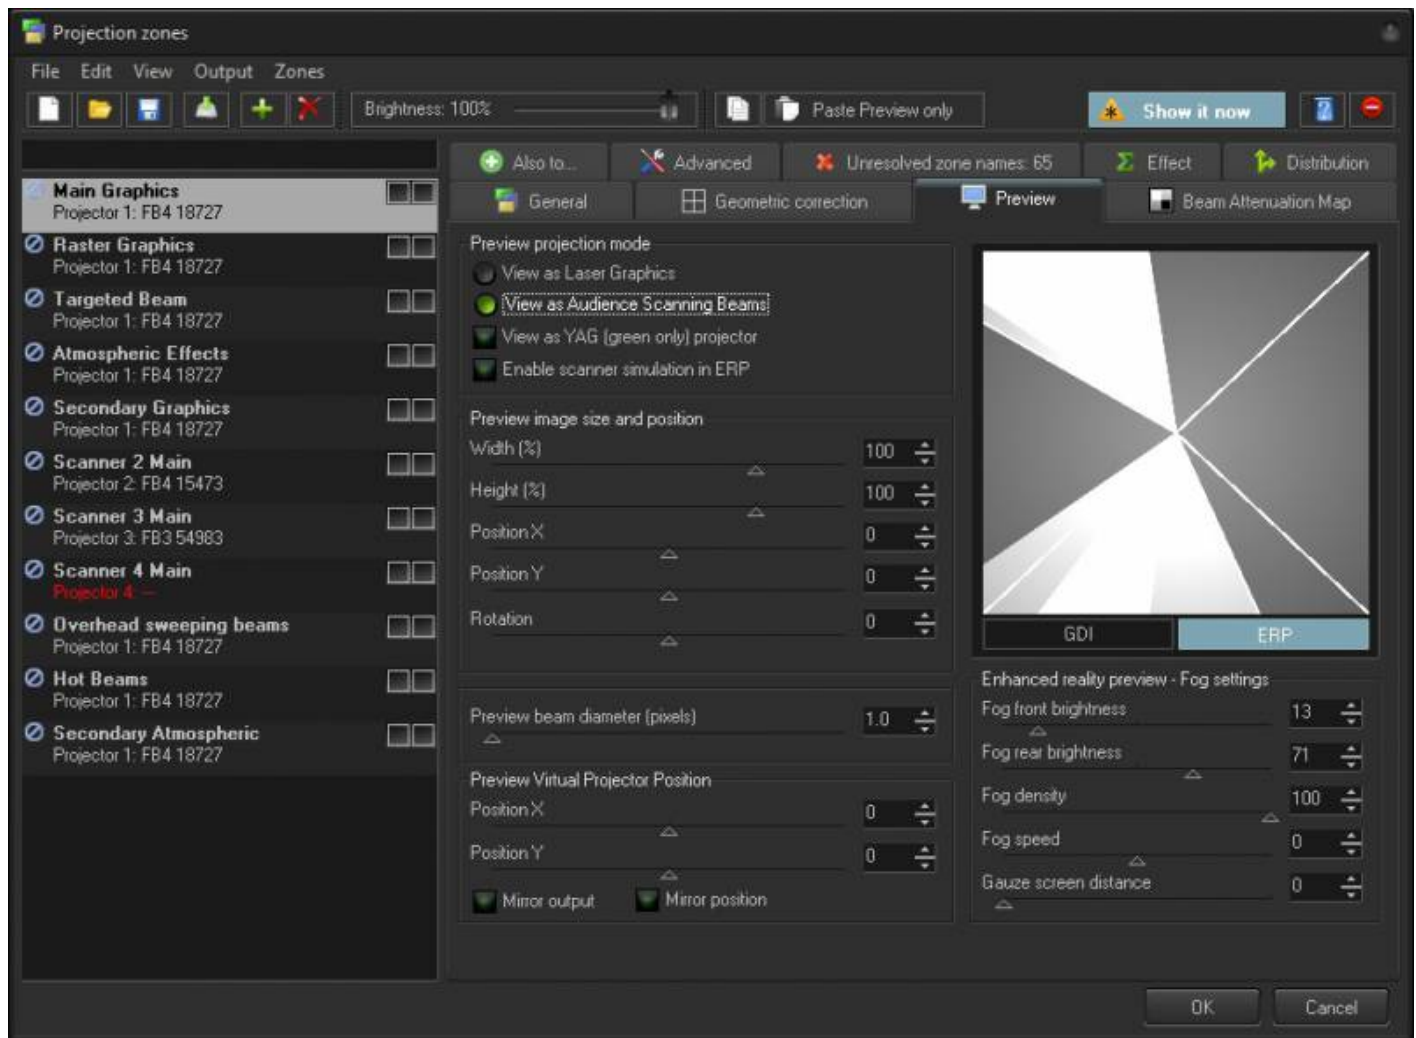 Projection zones
File Edit View Output Zones
Brightness: 100% Paste Preview only Show it now
Also to... Advanced Unresolved zone names: 65 Effect Distribution
General Geometric correction Preview Beam Attenuation Map
Main Graphics
Projector 1: FB4 18727
Raster Graphics
Projector 1: FB4 18727
Targeted Beam
Projector 1: FB4 18727
Atmospheric Effects
Projector 1: FB4 18727
Secondary Graphics
Projector 1: FB4 18727
Scanner 2 Main
Projector 2: FB4 15473
Scanner 3 Main
Projector 3: FB3 54983
Scanner 4 Main
Projector 4: --
Overhead sweeping beams
Projector 1: FB4 18727
Hot Beams
Projector 1: FB4 18727
Secondary Atmospheric
Projector 1: FB4 18727
Preview projection mode
View as Laser Graphics
View as Audience Scanning Beams
View as YAG (green only) projector
Enable scanner simulation in ERP
Preview image size and position
Width (%) 100
Height (%) 100
Position X 0
Position Y 0
Rotation 0
Preview beam diameter (pixels) 1.0
Preview Virtual Projector Position
Position X 0
Position Y 0
Mirror output Mirror position
GDI ERP
Enhanced reality preview - Fog settings
Fog front brightness 13
Fog rear brightness 71
Fog density 100
Fog speed 0
Gauze screen distance 0
OK Cancel